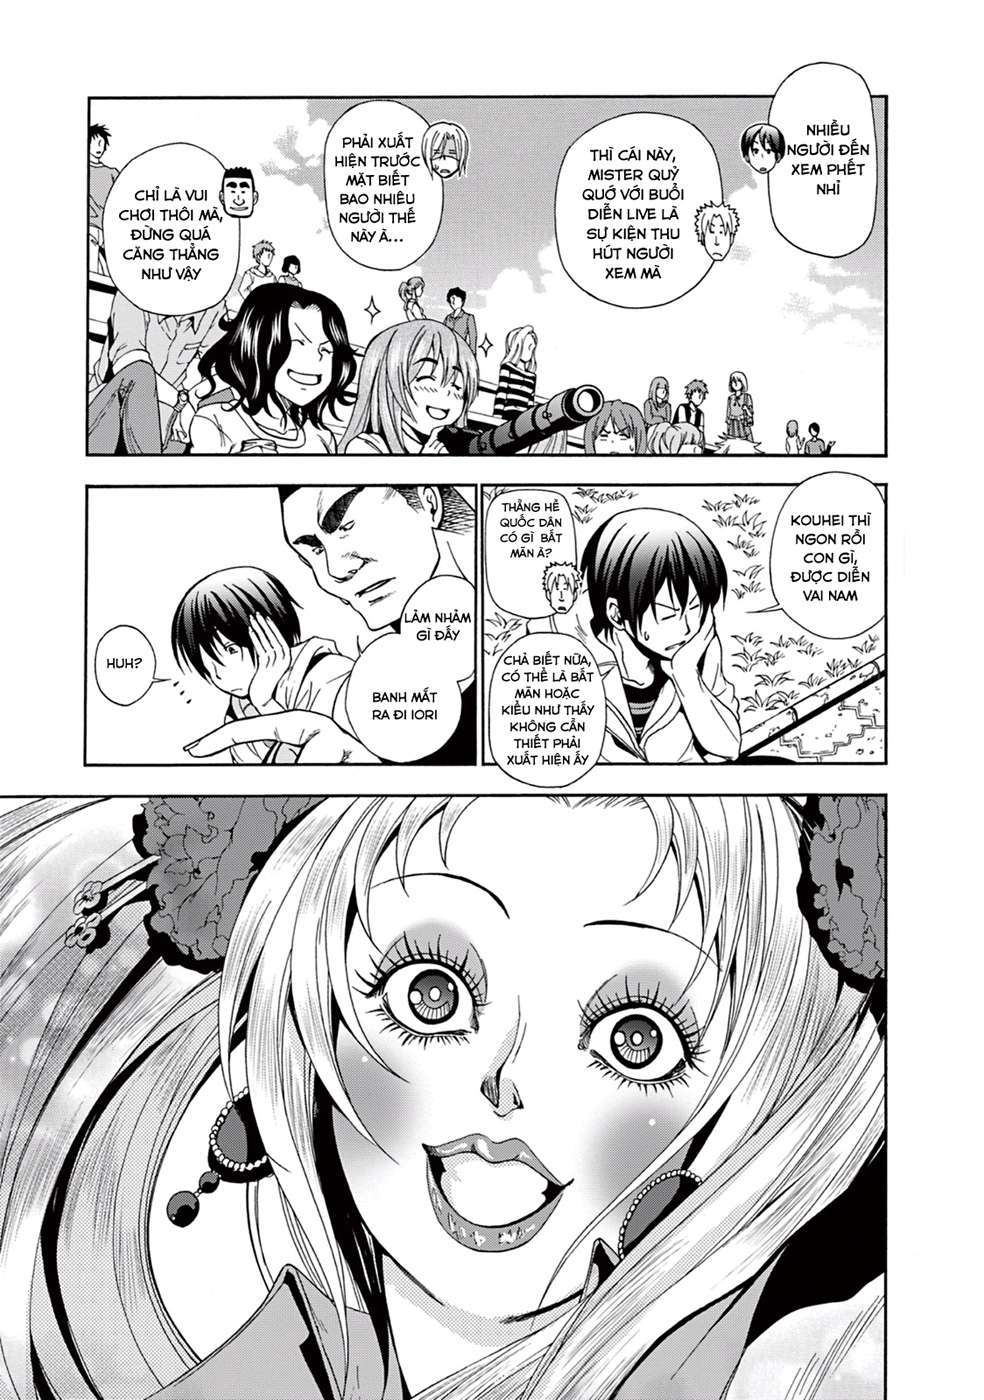 NHIỀU
NGƯỜI ĐẾN
XEM PHẾT
NHỈ
THÌ CÁI NÀY,
MISTER QUỶ
QUỚ VỚI BUỔI
DIỄN LIVE LÀ
SỰ KIỆN THU
HÚT NGƯỜI
XEM MÀ
PHẢI XUẤT
HIỆN TRƯỚC
MẶT BIẾT
BAO NHIÊU
NGƯỜI THẾ
NÀY À...
CHỈ LÀ VUI
CHƠI THÔI MÀ,
ĐỪNG QUÁ
CĂNG THẲNG
NHƯ VẬY
KOUHEI THÌ
NGON RỒI
CON GÌ,
ĐƯỢC DIỄN
VAI NAM
THẰNG HỀ
QUỐC DÂN
CÓ GÌ BẤT
MÃN À?
CHẢ BIẾT NỮA,
CÓ THỂ LÀ BẤT
MÃN HOẶC
KIỂU NHƯ THẤY
KHÔNG CẦN
THIẾT PHẢI
XUẤT HIỆN ẤY
LẢM NHẢM
GÌ ĐẤY
BANH MẮT
RA ĐI IORI
HUH?